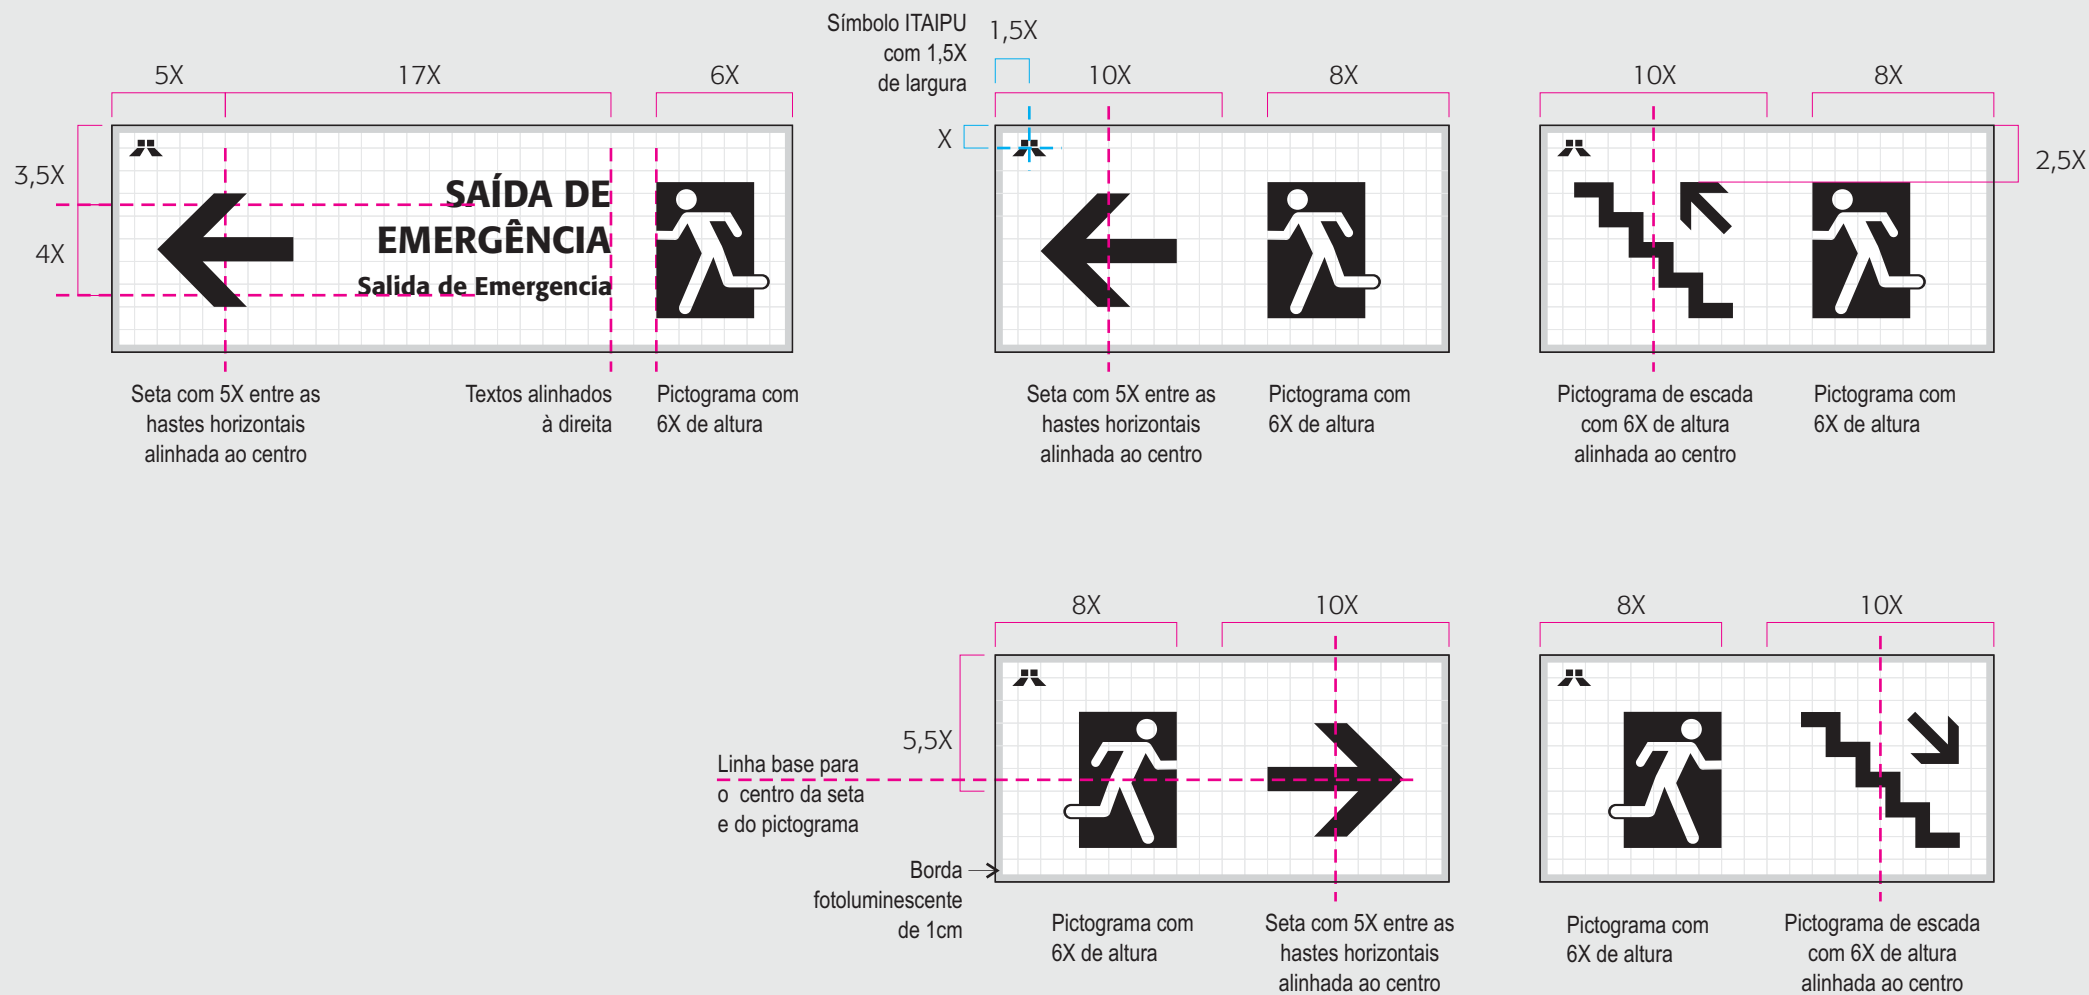 Símbolo ITAIPU
com 1,5X
de largura
1,5X
5X
17X
6X
10X
8X
10X
8X
3,5X
4X
X
2,5X
SAÍDA DE
EMERGÊNCIA
Salida de Emergencia
Seta com 5X entre as
hastes horizontais
alinhada ao centro
Textos alinhados
à direita
Pictograma com
6X de altura
Seta com 5X entre as
hastes horizontais
alinhada ao centro
Pictograma com
6X de altura
Pictograma de escada
com 6X de altura
alinhada ao centro
Pictograma com
6X de altura
8X
10X
8X
10X
5,5X
Linha base para
o centro da seta
e do pictograma
Borda
fotoluminescente
de 1cm
Pictograma com
6X de altura
Seta com 5X entre as
hastes horizontais
alinhada ao centro
Pictograma com
6X de altura
Pictograma de escada
com 6X de altura
alinhada ao centro